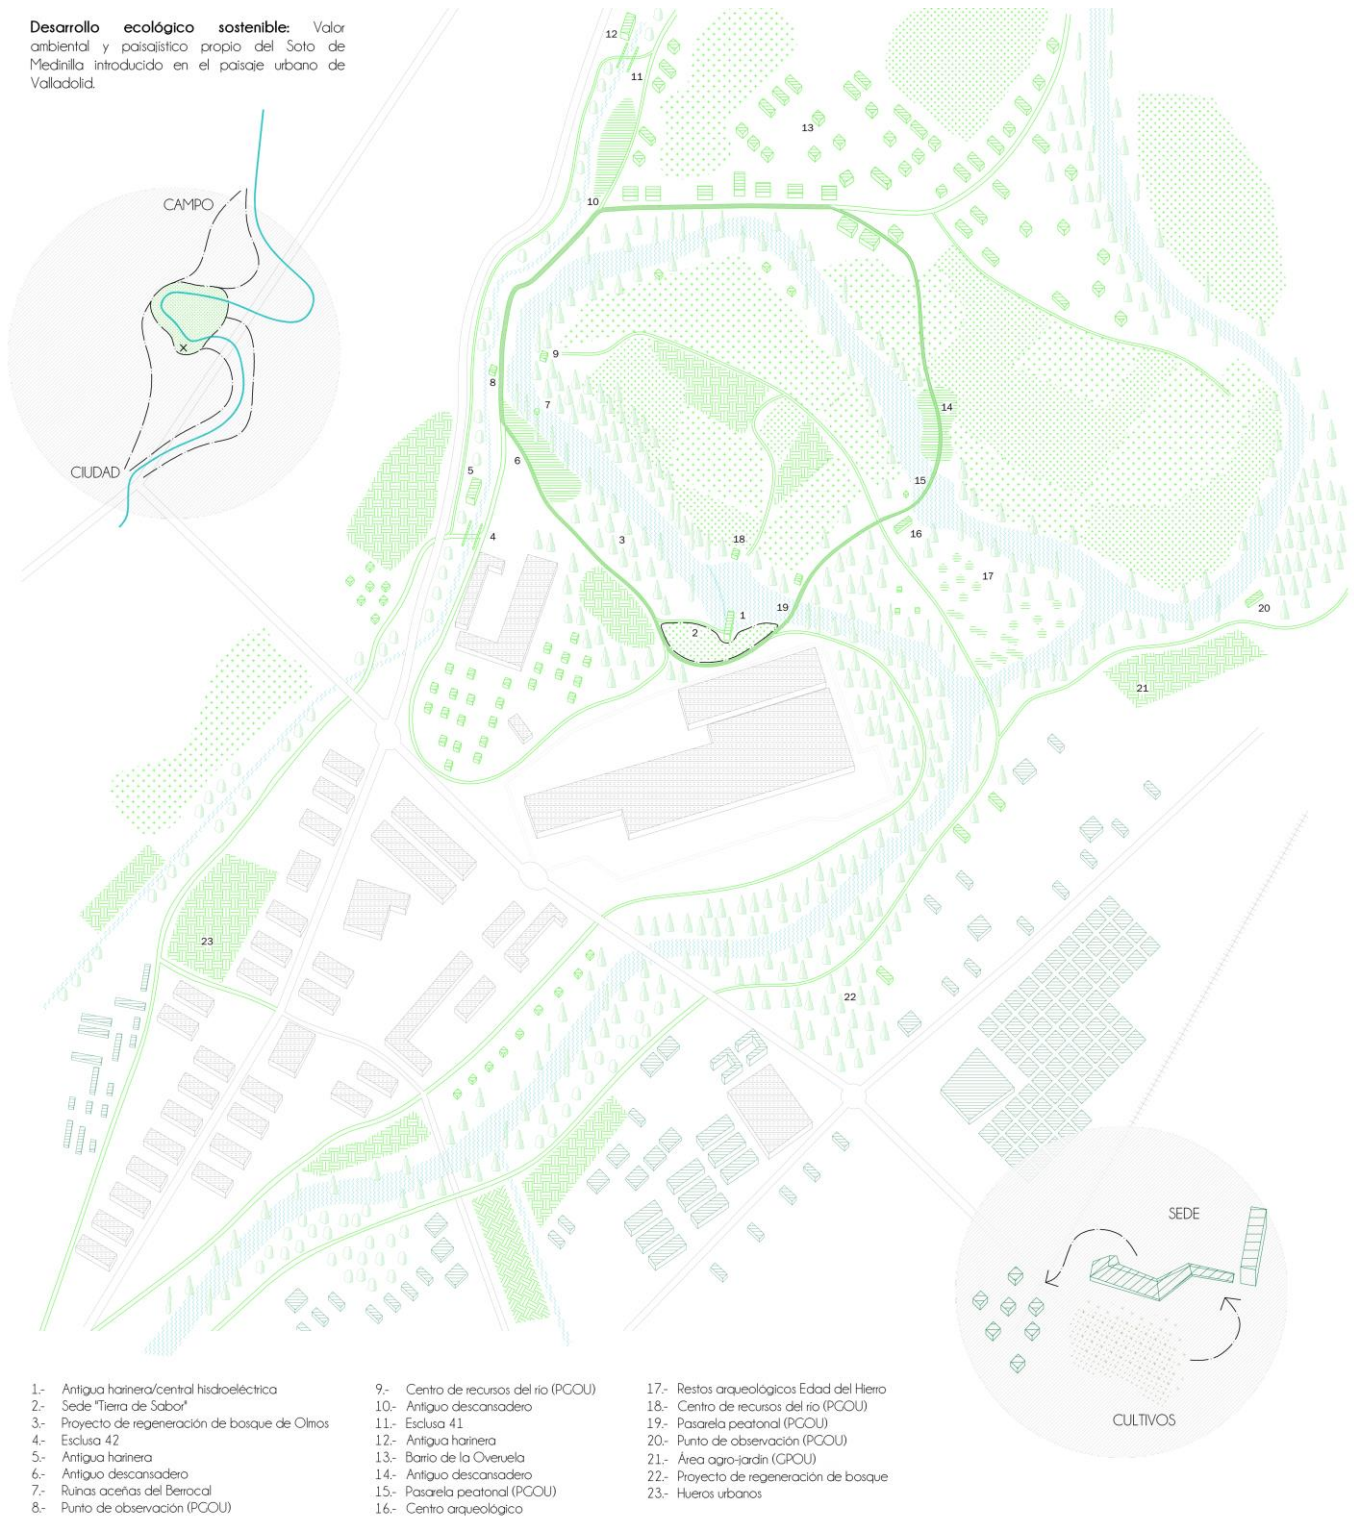 Desarrollo ecológico sostenible: Valor
ambiental y paisajístico propio del Soto de
Medinilla introducido en el paisaje urbano de
Valladolid.
CAMPO
CIUDAD
12
11
13
10
9
8
7
14
6
5
15
4
3
18
16
17
1
19
2
20
21
23
22
SEDE
CULTIVOS
1.- Antigua harinera/central hisdroeléctrica
2.- Sede "Tierra de Sabor"
3.- Proyecto de regeneración de bosque de Olmos
4.- Esclusa 42
5.- Antigua harinera
6.- Antiguo descansadero
7.- Ruinas aceñas del Berrocal
8.- Punto de observación (PGOU)
9.- Centro de recursos del río (PGOU)
10.- Antiguo descansadero
11.- Esclusa 41
12.- Antigua harinera
13.- Barrio de la Overuela
14.- Antiguo descansadero
15.- Pasarela peatonal (PGOU)
16.- Centro arqueológico
17.- Restos arqueológicos Edad del Hierro
18.- Centro de recursos del río (PGOU)
19.- Pasarela peatonal (PGOU)
20.- Punto de observación (PGOU)
21.- Área agro-jardín (GPOU)
22.- Proyecto de regeneración de bosque
23.- Hueros urbanos